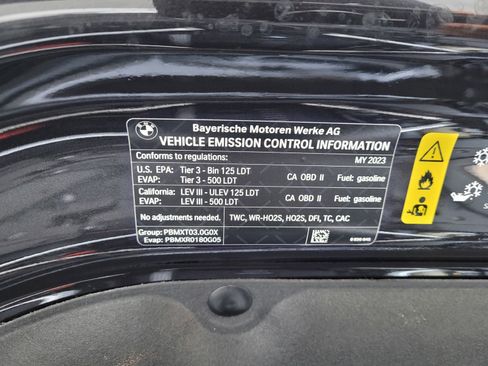 BMW
Bayerische Motoren Werke AG
VEHICLE EMISSION CONTROL INFORMATION
Conforms to regulations: MY 2023
U.S. EPA: Tier 3 - Bin 125 LDT CA OBD II Fuel: gasoline
EVAP: Tier 3 - 500 LDT
California: LEV III - ULEV 125 LDT CA OBD II Fuel: gasoline
EVAP: LEV III - 500 LDT
No adjustments needed. TWC, WR-HO2S, HO2S, DFI, TC, CAC
Group: PBMXT03.0G0X
Evap: PBMXR0180G05